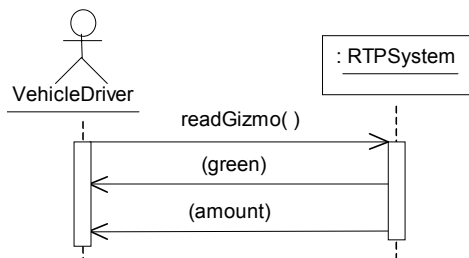 : RTPSystem
VehicleDriver
readGizmo( )
(green)
(amount)